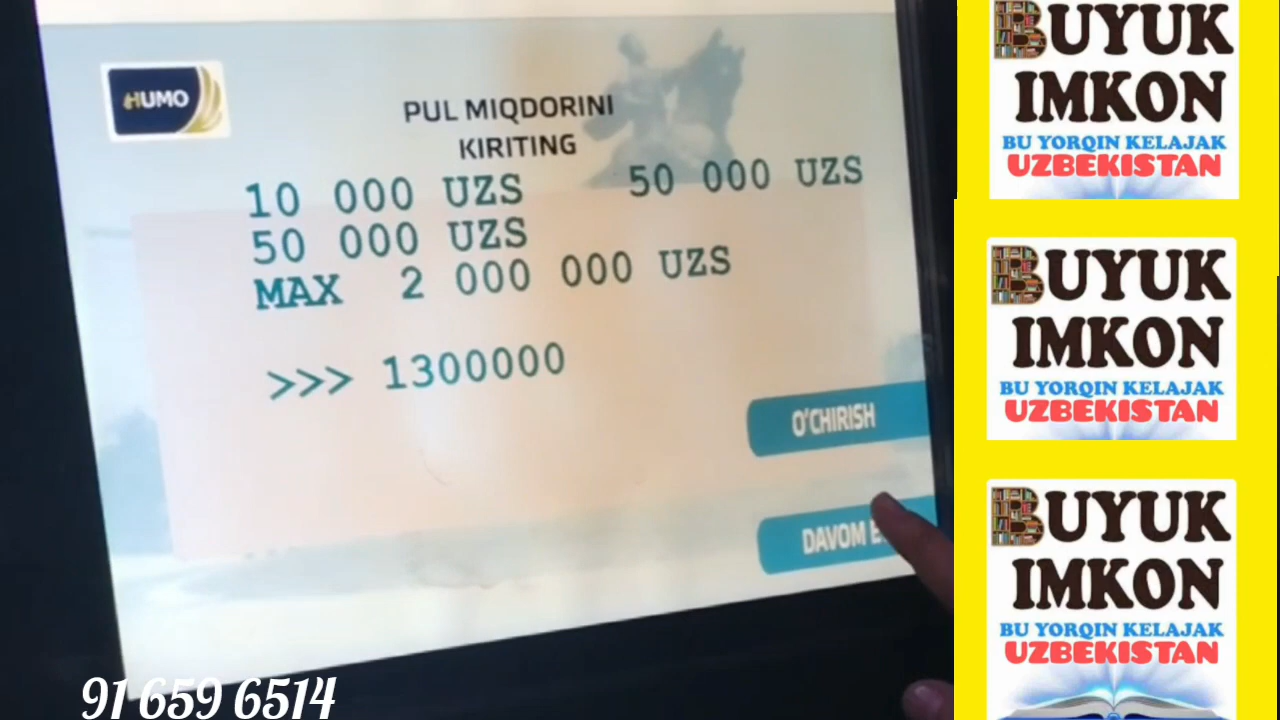 HUMO
PUL MIQDORINI
KIRITING
10 000 UZS 50 000 UZS
50 000 UZS
MAX 2 000 000 UZS
>>> 1300000
O'CHIRISH
DAVOM
91 659 6514
BUYUK
IMKON
BU YORQIN KELAJAK
UZBEKISTAN
BUYUK
IMKON
BU YORQIN KELAJAK
UZBEKISTAN
BUYUK
IMKON
BU YORQIN KELAJAK
UZBEKISTAN